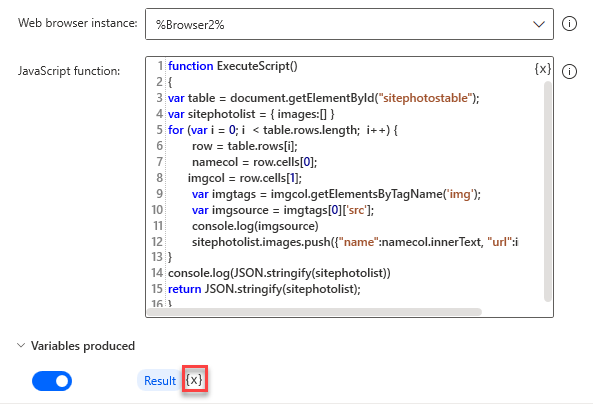 Web browser instance: %Browser2%
JavaScript function: {x}
1 function ExecuteScript()
2 {
3 var table = document.getElementById("sitephotostable");
4 var sitephotolist = { images:[] }
5 for (var i = 0; i < table.rows.length; i++) {
6 row = table.rows[i];
7 namecol = row.cells[0];
8 imgcol = row.cells[1];
9 var imgtags = imgcol.getElementsByTagName('img');
10 var imgsource = imgtags[0]['src'];
11 console.log(imgsource)
12 sitephotolist.images.push({"name":namecol.innerText, "url":i
13 }
14 console.log(JSON.stringify(sitephotolist))
15 return JSON.stringify(sitephotolist);
16 }
Variables produced
Result {x}